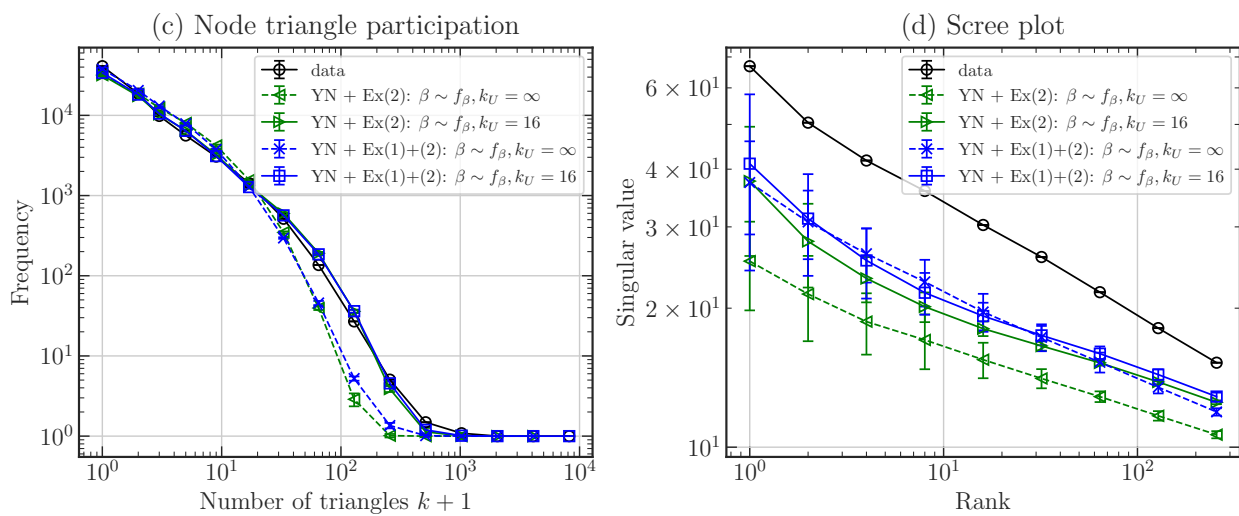 (c) Node triangle participation
data
YN + Ex(2): β ∼ f_β, k_U = ∞
YN + Ex(2): β ∼ f_β, k_U = 16
YN + Ex(1)+(2): β ∼ f_β, k_U = ∞
YN + Ex(1)+(2): β ∼ f_β, k_U = 16
Frequency
10^4
10^3
10^2
10^1
10^0
10^0 10^1 10^2 10^3 10^4
Number of triangles k + 1
(d) Scree plot
data
YN + Ex(2): β ∼ f_β, k_U = ∞
YN + Ex(2): β ∼ f_β, k_U = 16
YN + Ex(1)+(2): β ∼ f_β, k_U = ∞
YN + Ex(1)+(2): β ∼ f_β, k_U = 16
Singular value
6 × 10^1
4 × 10^1
3 × 10^1
2 × 10^1
10^1
10^0 10^1 10^2
Rank